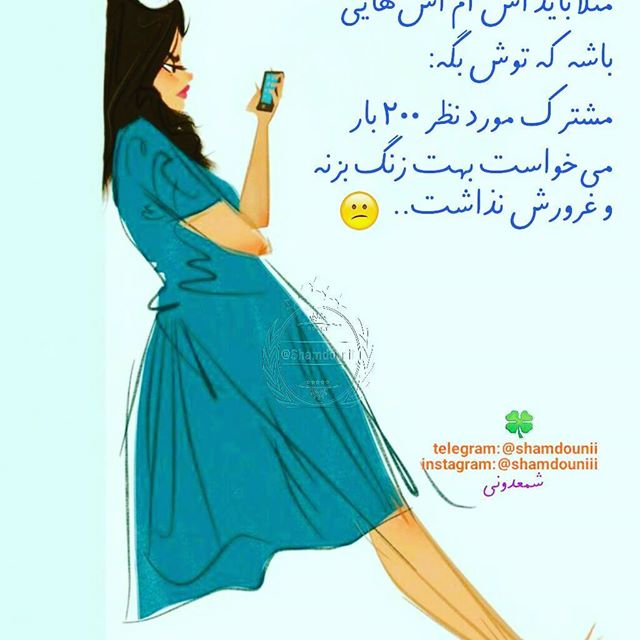 مثلا باید اس ام اس هایی
باشه که توش بگه:
مشترک مورد نظر ۲۰۰ بار
می‌خواست بهت زنگ بزنه
و غرورش نذاشت..
@Shamdounii
telegram: @shamdounii
instagram: @shamdouniii
شمعدونی